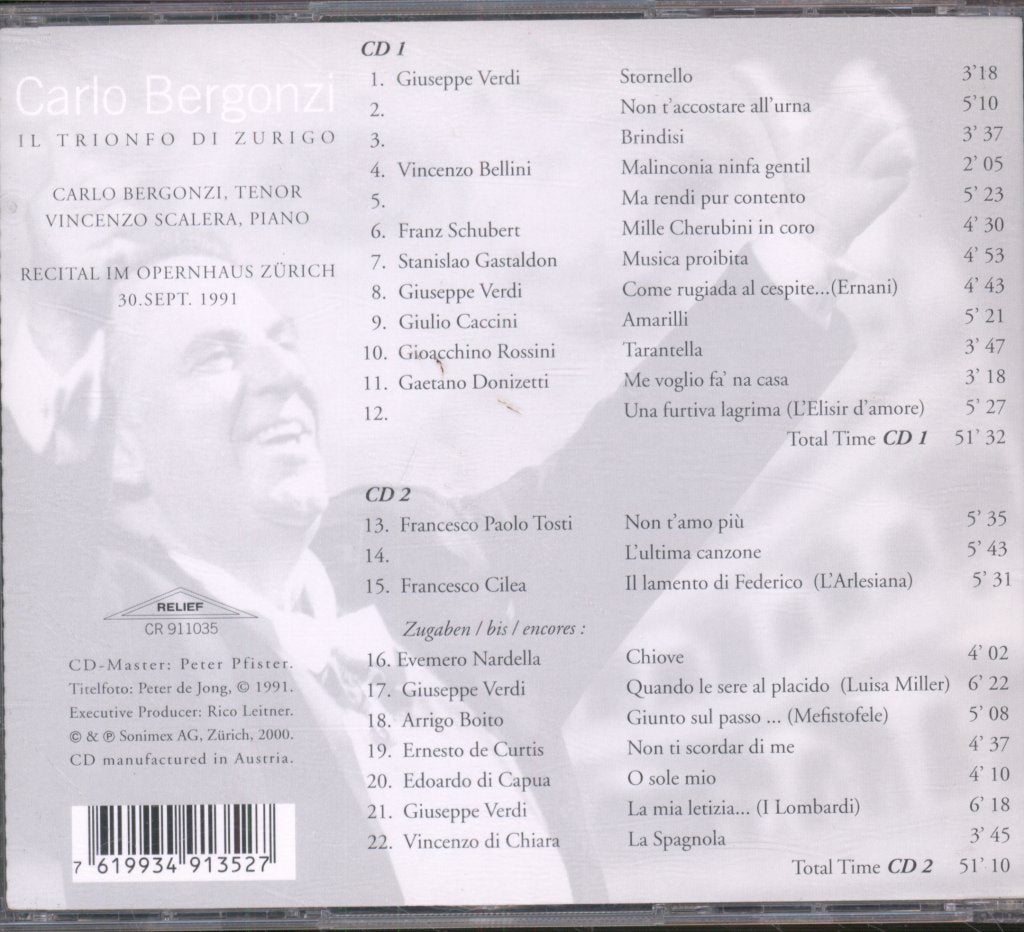 Carlo Bergonzi
IL TRIONFO DI ZURIGO
CARLO BERGONZI, TENOR
VINCENZO SCALERA, PIANO
RECITAL IM OPERNHAUS ZÜRICH
30.SEPT. 1991
CD 1
1. Giuseppe Verdi Stornello 3'18
2. Non t'accostare all'urna 5'10
3. Brindisi 3' 37
4. Vincenzo Bellini Malinconia ninfa gentil 2' 05
5. Ma rendi pur contento 5' 23
6. Franz Schubert Mille Cherubini in coro 4' 30
7. Stanislao Gastaldon Musica proibita 4' 53
8. Giuseppe Verdi Come rugiada al cespite...(Ernani) 4' 43
9. Giulio Caccini Amarilli 5' 21
10. Gioacchino Rossini Tarantella 3' 47
11. Gaetano Donizetti Me voglio fa' na casa 3' 18
12. Una furtiva lagrima (L'Elisir d'amore) 5' 27
Total Time CD 1 51' 32
CD 2
13. Francesco Paolo Tosti Non t'amo più 5' 35
14. L'ultima canzone 5' 43
15. Francesco Cilea Il lamento di Federico (L'Arlesiana) 5' 31
Zugaben / bis / encores :
16. Evemero Nardella Chiove 4' 02
17. Giuseppe Verdi Quando le sere al placido (Luisa Miller) 6' 22
18. Arrigo Boito Giunto sul passo ... (Mefistofele) 5' 08
19. Ernesto de Curtis Non ti scordar di me 4' 37
20. Edoardo di Capua O sole mio 4' 10
21. Giuseppe Verdi La mia letizia... (I Lombardi) 6' 18
22. Vincenzo di Chiara La Spagnola 3' 45
Total Time CD 2 51' 10
RELIEF
CR 911035
CD-Master: Peter Pfister.
Titelfoto: Peter de Jong, © 1991.
Executive Producer: Rico Leitner.
© & ℗ Sonimex AG, Zürich, 2000.
CD manufactured in Austria.
7 619934 913527